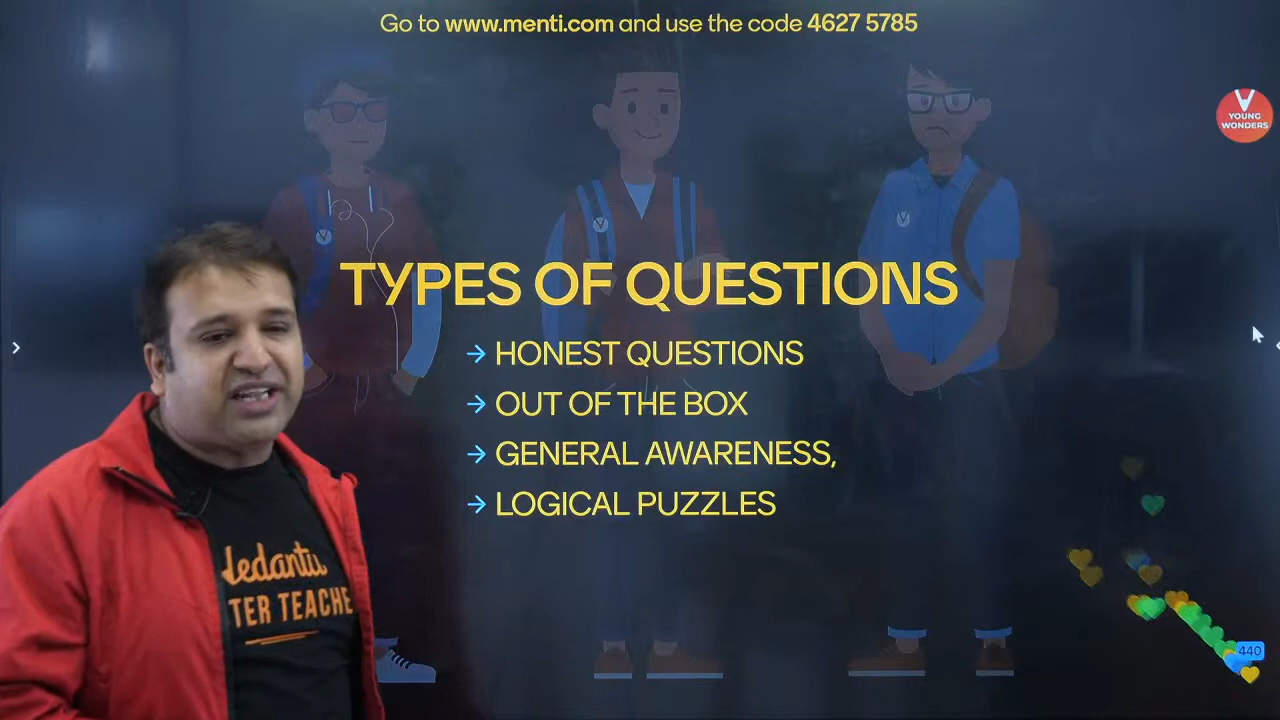 Go to www.menti.com and use the code 4627 5785
YOUNG
WONDERS
TYPES OF QUESTIONS
→ HONEST QUESTIONS
→ OUT OF THE BOX
→ GENERAL AWARENESS,
→ LOGICAL PUZZLES
Vedantu
TER TEACHE
440